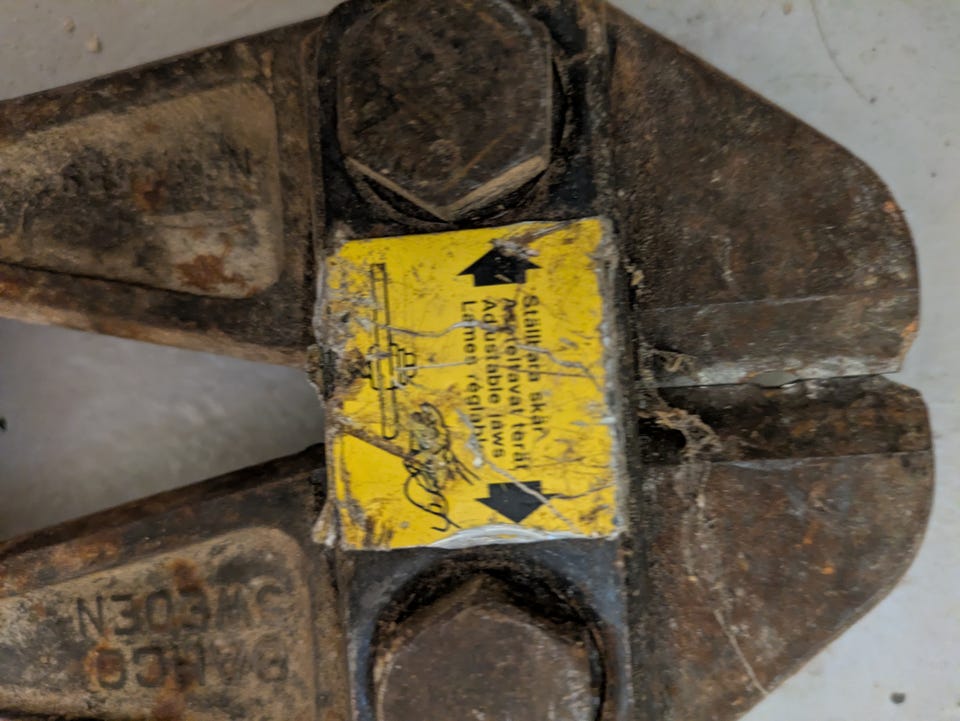 Ställbara skär
Aseteltavat terät
Adjustable jaws
Lames réglables
BAHCO
SWEDEN